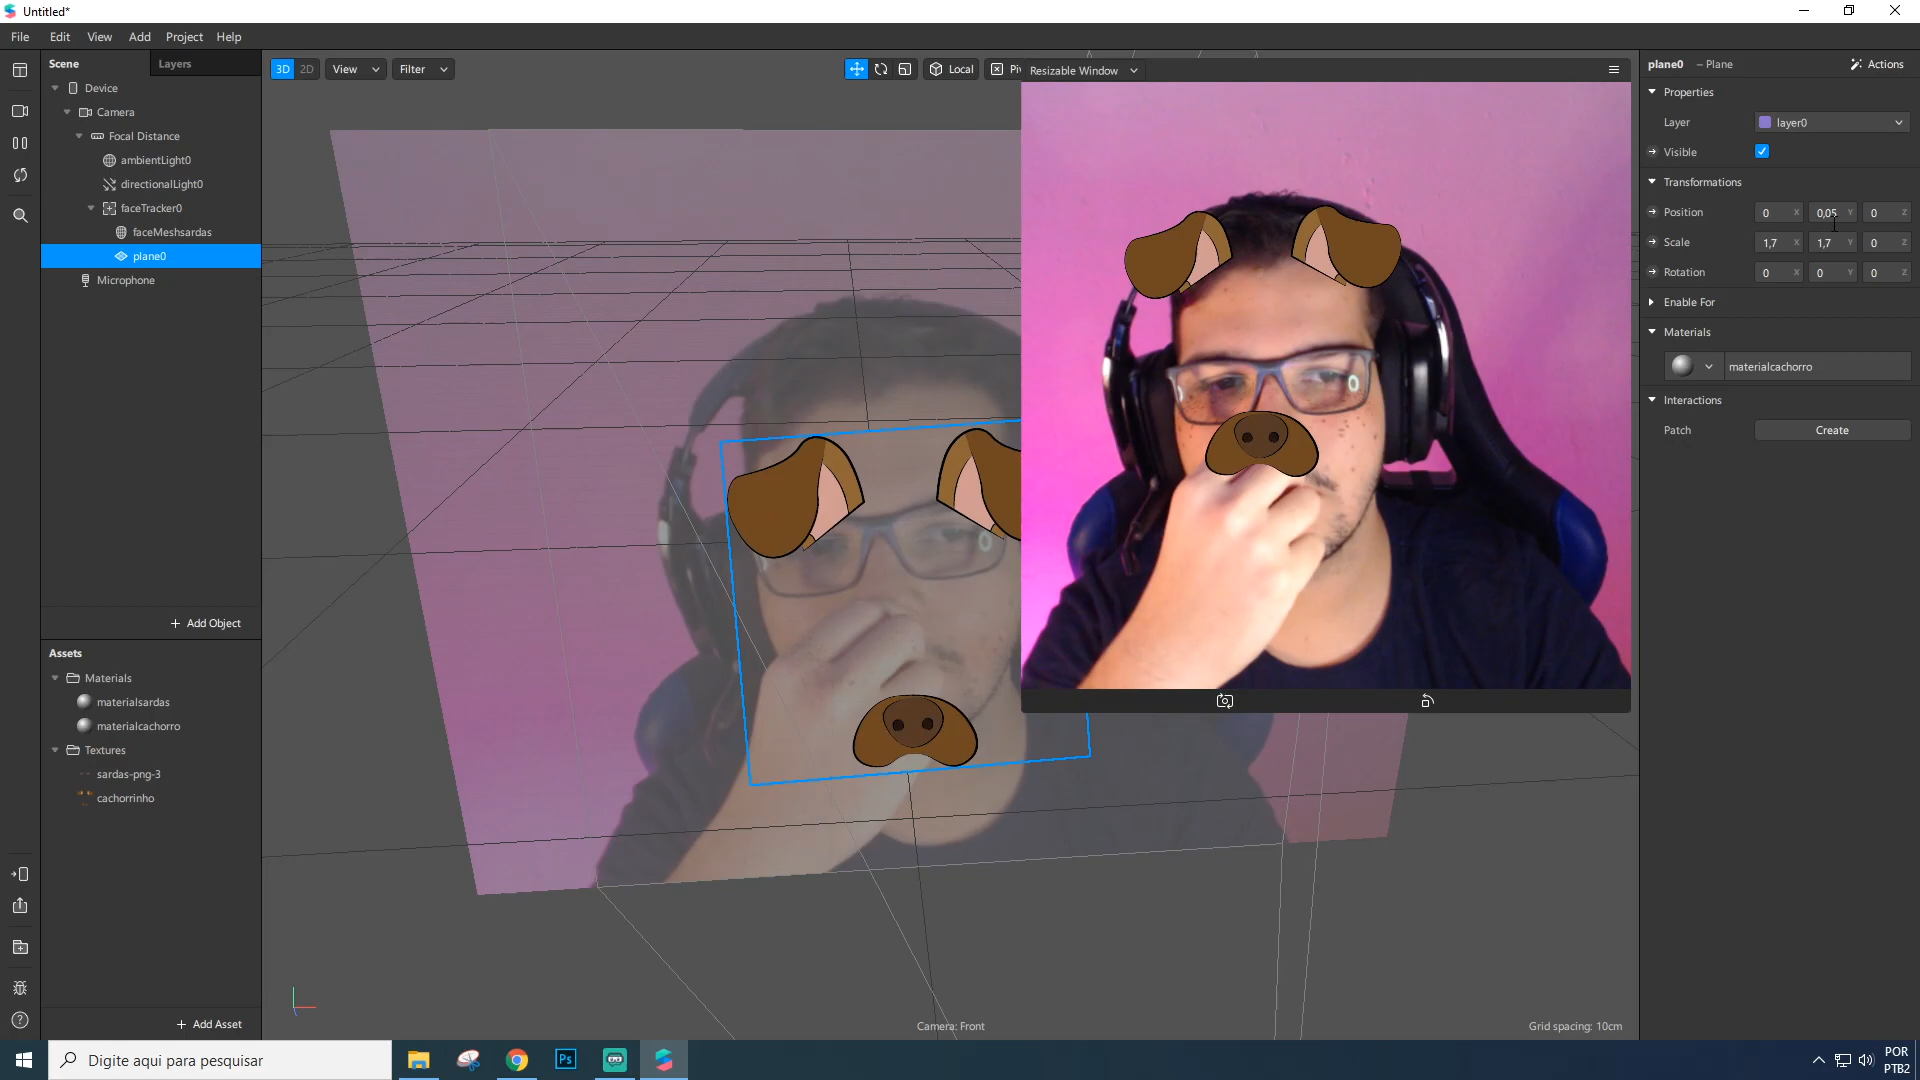 Untitled*
File Edit View Add Project Help
Scene Layers
Device
Camera
Focal Distance
ambientLight0
directionalLight0
faceTracker0
faceMeshsardas
plane0
Microphone
+ Add Object
Assets
Materials
materialsardas
materialcachorro
Textures
sardas-png-3
cachorrinho
+ Add Asset
3D 2D View Filter Local Piv
Resizable Window
Camera: Front
Grid spacing: 10cm
plane0 – Plane Actions
Properties
Layer layer0
Visible
Transformations
Position 0 X 0,05 Y 0 Z
Scale 1,7 X 1,7 Y 0 Z
Rotation 0 X 0 Y 0 Z
Enable For
Materials
materialcachorro
Interactions
Patch Create
Digite aqui para pesquisar
Ps
POR
PTB2